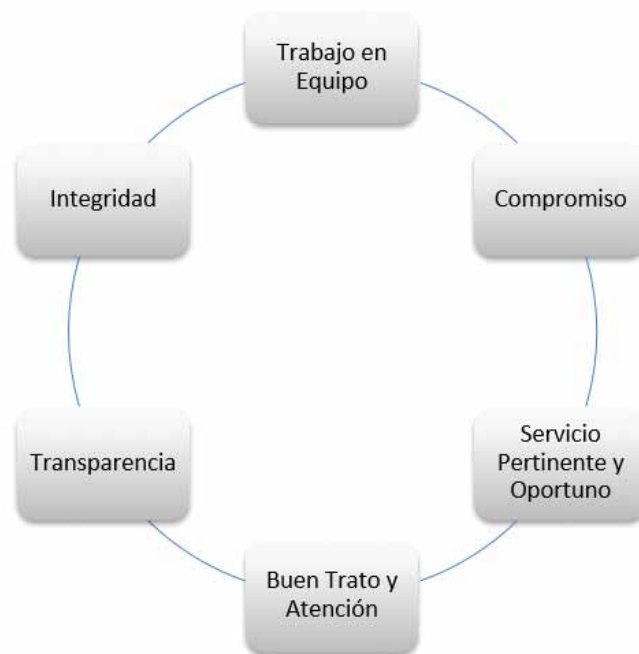 Trabajo en
Equipo
Compromiso
Servicio
Pertinente y
Oportuno
Buen Trato y
Atención
Transparencia
Integridad